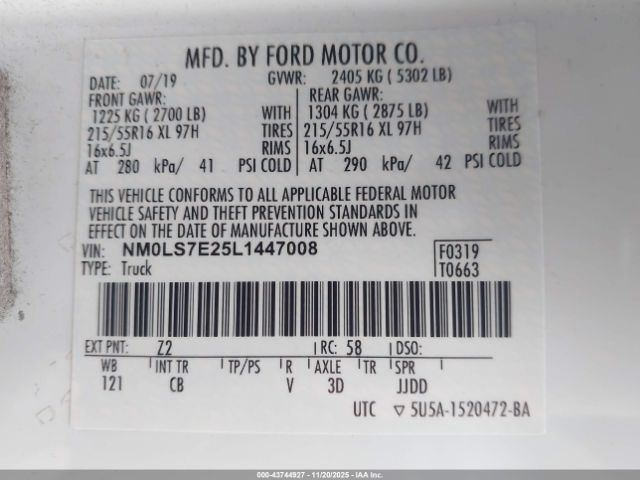 MFD. BY FORD MOTOR CO.
DATE: 07/19 GVWR: 2405 KG ( 5302 LB)
FRONT GAWR: REAR GAWR:
1225 KG ( 2700 LB) WITH 1304 KG ( 2875 LB) WITH
215/55R16 XL 97H TIRES 215/55R16 XL 97H TIRES
16x6.5J RIMS 16x6.5J RIMS
AT 280 kPa/ 41 PSI COLD AT 290 kPa/ 42 PSI COLD
THIS VEHICLE CONFORMS TO ALL APPLICABLE FEDERAL MOTOR
VEHICLE SAFETY AND THEFT PREVENTION STANDARDS IN
EFFECT ON THE DATE OF MANUFACTURE SHOWN ABOVE.
VIN: NM0LS7E25L1447008 F0319
TYPE: Truck T0663
EXT PNT: Z2 RC: 58 DSO:
WB INT TR TP/PS R AXLE TR SPR
121 CB V 3D JJDD
UTC ▽ 5U5A-1520472-BA
000-43744927 - 11/20/2025 - IAA, Inc.